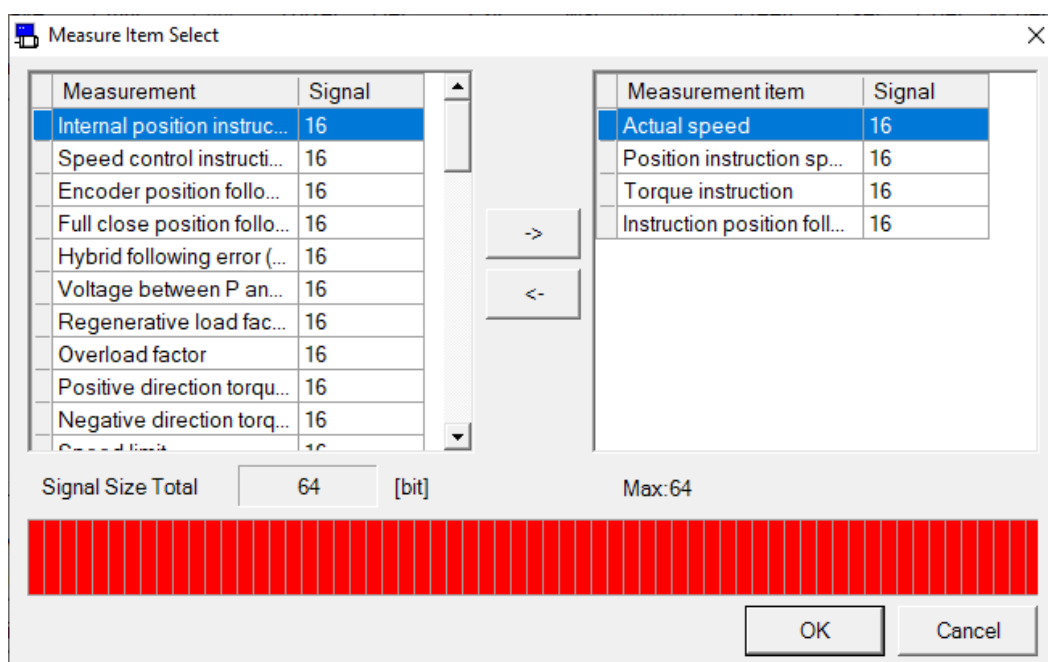 Measure Item Select
Measurement Signal
Internal position instruc... 16
Speed control instructi... 16
Encoder position follo... 16
Full close position follo... 16
Hybrid following error (... 16
Voltage between P an... 16
Regenerative load fac... 16
Overload factor 16
Positive direction torqu... 16
Negative direction torq... 16
Speed limit 16
->
<-
Measurement item Signal
Actual speed 16
Position instruction sp... 16
Torque instruction 16
Instruction position foll... 16
Signal Size Total 64 [bit] Max:64
OK Cancel